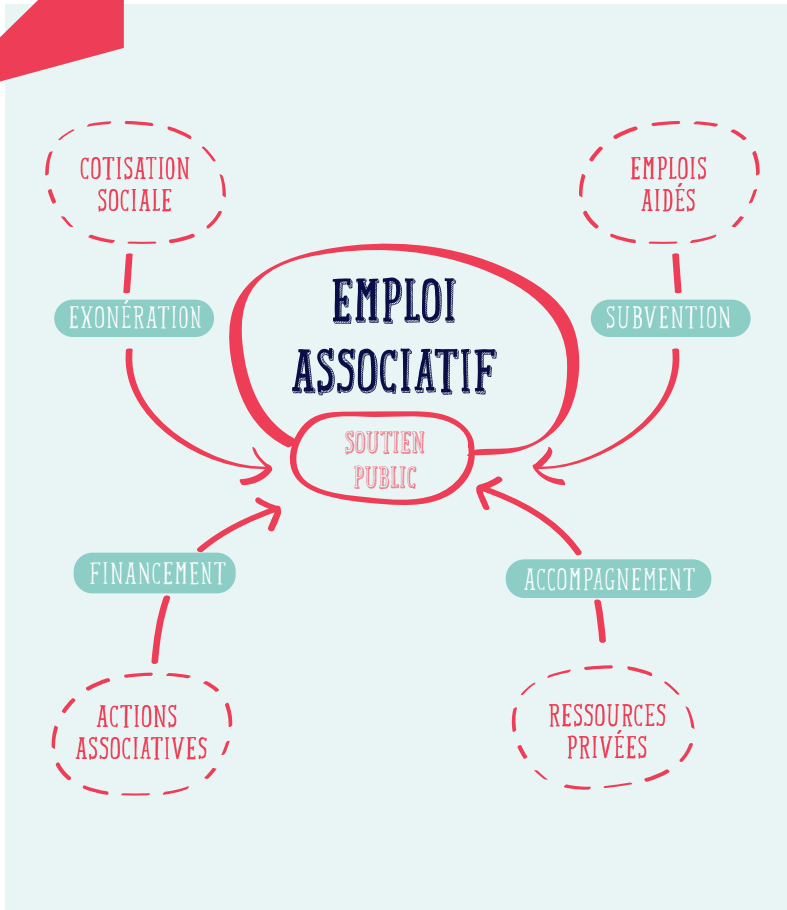 COTISATION
SOCIALE
EMPLOIS
AIDÉS
EXONÉRATION
SUBVENTION
EMPLOI
ASSOCIATIF
SOUTIEN
PUBLIC
FINANCEMENT
ACCOMPAGNEMENT
ACTIONS
ASSOCIATIVES
RESSOURCES
PRIVÉES